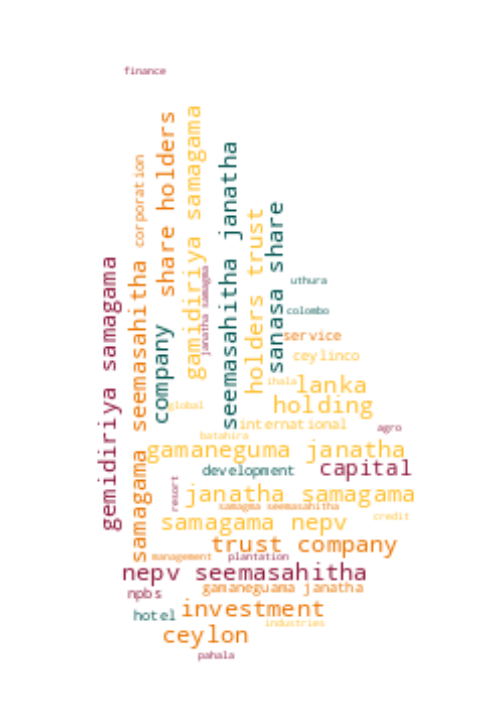 finance
corporation
share holders
gamidiriya samagama
seemasahitha janatha
holders trust
sanasa share
gemidiriya samagama
samagama seemasahitha
company
janatha samagma
uthura
colombo
service
ceylinco
ihala
lanka
global
holding
international
agro
batahira
gamaneguma janatha
development
capital
resort
janatha samagama
samagma seemasahitha
credit
samagama nepv
trust company
management
plantation
nepv seemasahitha
gamaneguama janatha
npbs
investment
hotel
industries
ceylon
pahala